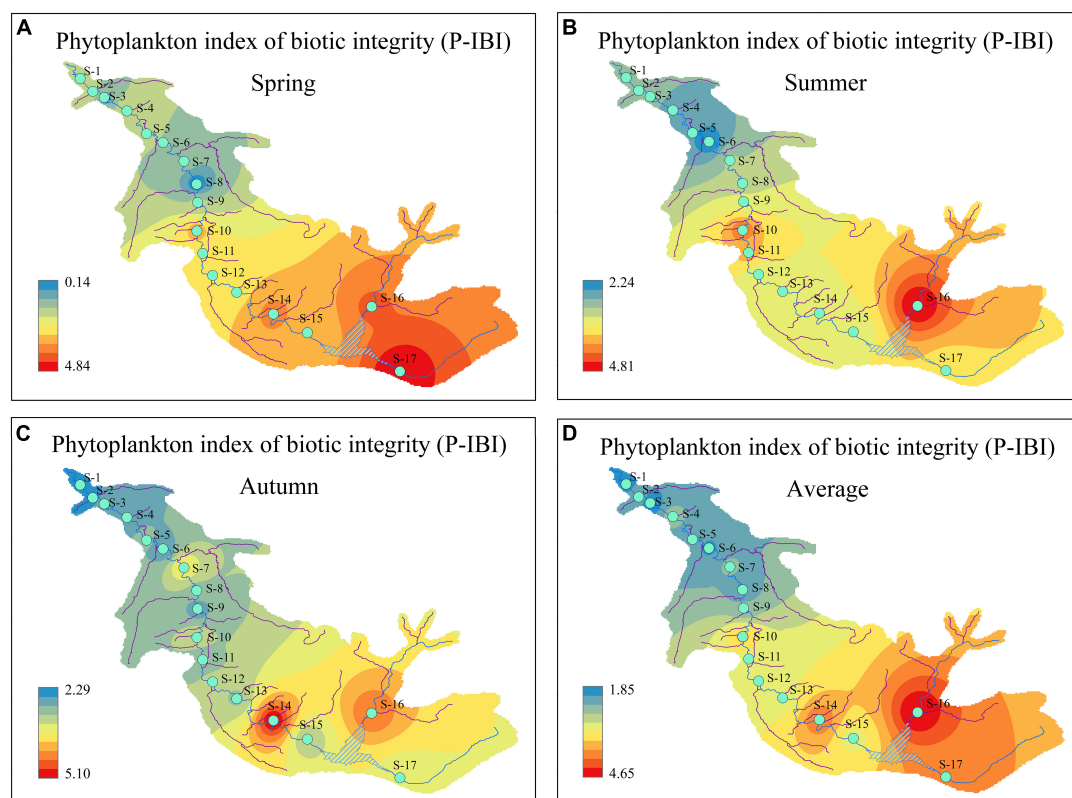 A
Phytoplankton index of biotic integrity (P-IBI)
Spring
S-1
S-2
S-3
S-4
S-5
S-6
S-7
S-8
S-9
S-10
S-11
S-12
S-13
S-14
S-15
S-16
S-17
0.14
4.84
B
Phytoplankton index of biotic integrity (P-IBI)
Summer
S-1
S-2
S-3
S-4
S-5
S-6
S-7
S-8
S-9
S-10
S-11
S-12
S-13
S-14
S-15
S-16
S-17
2.24
4.81
C
Phytoplankton index of biotic integrity (P-IBI)
Autumn
S-1
S-2
S-3
S-4
S-5
S-6
S-7
S-8
S-9
S-10
S-11
S-12
S-13
S-14
S-15
S-16
S-17
2.29
5.10
D
Phytoplankton index of biotic integrity (P-IBI)
Average
S-1
S-2
S-3
S-4
S-5
S-6
S-7
S-8
S-9
S-10
S-11
S-12
S-13
S-14
S-15
S-16
S-17
1.85
4.65